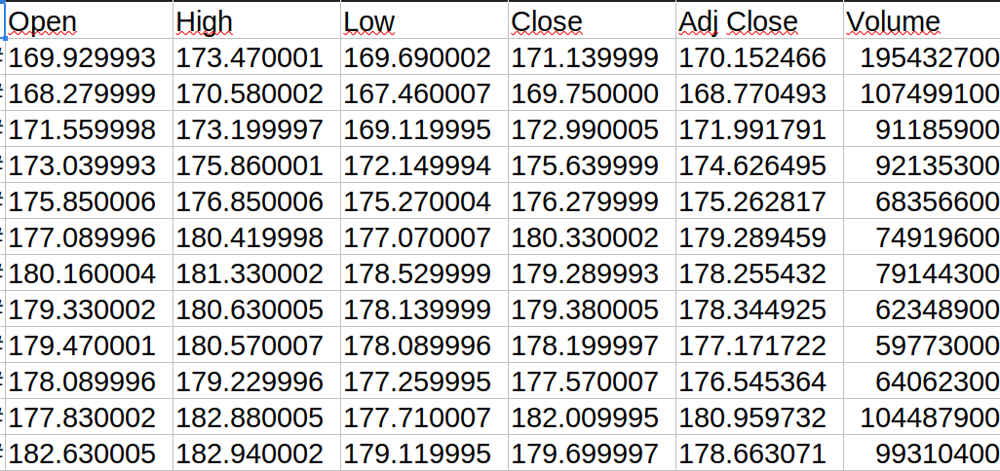 Open High Low Close Adj Close Volume
# 169.929993 173.470001 169.690002 171.139999 170.152466 195432700
# 168.279999 170.580002 167.460007 169.750000 168.770493 107499100
# 171.559998 173.199997 169.119995 172.990005 171.991791 91185900
# 173.039993 175.860001 172.149994 175.639999 174.626495 92135300
# 175.850006 176.850006 175.270004 176.279999 175.262817 68356600
# 177.089996 180.419998 177.070007 180.330002 179.289459 74919600
# 180.160004 181.330002 178.529999 179.289993 178.255432 79144300
# 179.330002 180.630005 178.139999 179.380005 178.344925 62348900
# 179.470001 180.570007 178.089996 178.199997 177.171722 59773000
# 178.089996 179.229996 177.259995 177.570007 176.545364 64062300
# 177.830002 182.880005 177.710007 182.009995 180.959732 104487900
# 182.630005 182.940002 179.119995 179.699997 178.663071 99310400